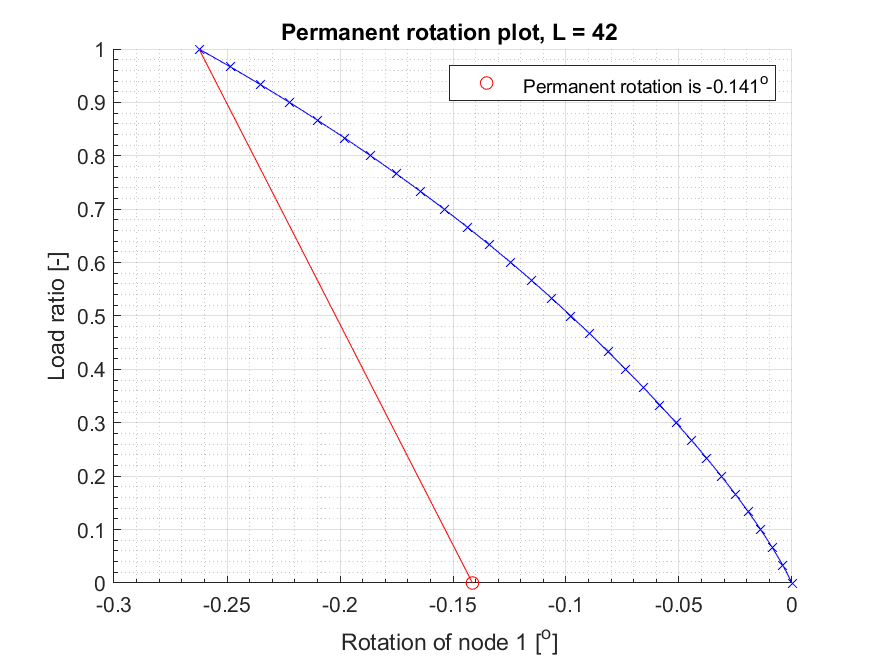 Permanent rotation plot, L = 42
Permanent rotation is -0.141°
Load ratio [-]
1
0.9
0.8
0.7
0.6
0.5
0.4
0.3
0.2
0.1
0
-0.3 -0.25 -0.2 -0.15 -0.1 -0.05 0
Rotation of node 1 [°]